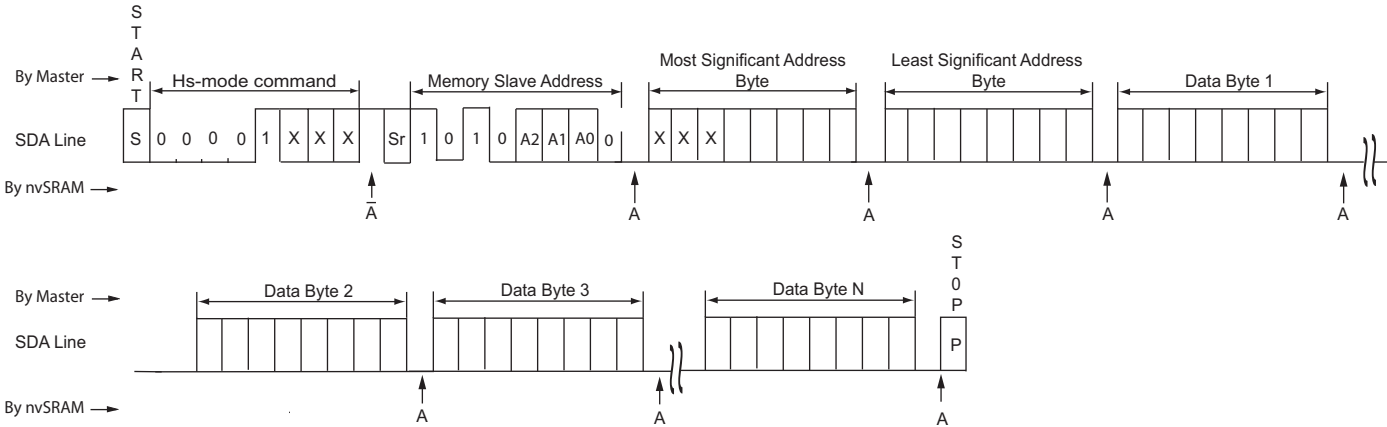 START
By Master
Hs-mode command
Memory Slave Address
Most Significant Address
Byte
Least Significant Address
Byte
Data Byte 1
SDA Line
S 0 0 0 0 1 X X X Sr 1 0 1 0 A2 A1 A0 0 X X X
By nvSRAM
A̅
A
A
A
A
ST0P
By Master
Data Byte 2
Data Byte 3
Data Byte N
SDA Line
P
By nvSRAM
A
A
A